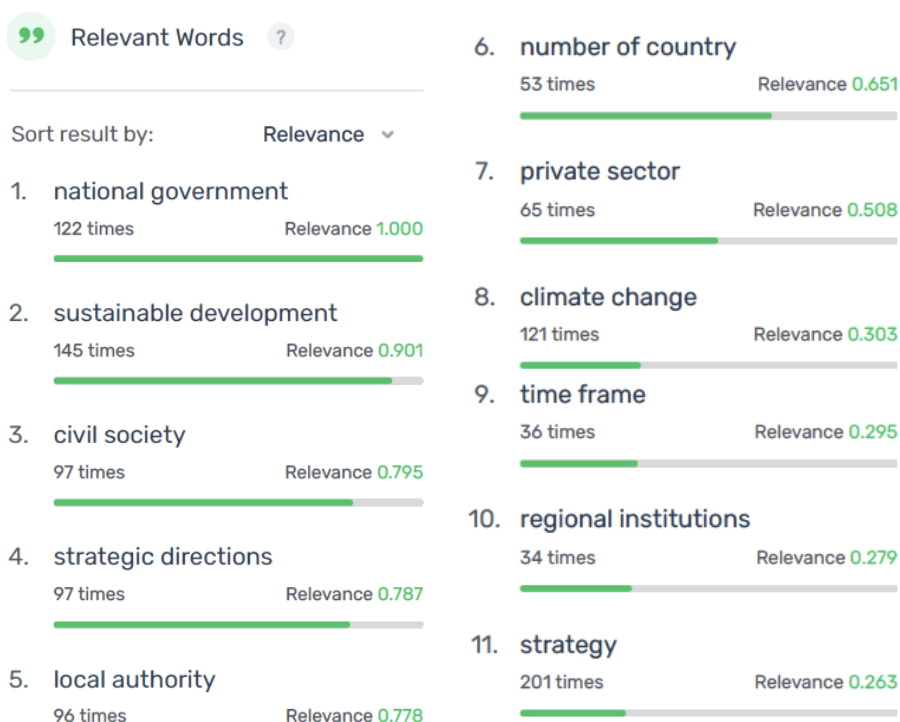 Relevant Words ?
Sort result by: Relevance
1. national government
122 times Relevance 1.000
2. sustainable development
145 times Relevance 0.901
3. civil society
97 times Relevance 0.795
4. strategic directions
97 times Relevance 0.787
5. local authority
96 times Relevance 0.778
6. number of country
53 times Relevance 0.651
7. private sector
65 times Relevance 0.508
8. climate change
121 times Relevance 0.303
9. time frame
36 times Relevance 0.295
10. regional institutions
34 times Relevance 0.279
11. strategy
201 times Relevance 0.263